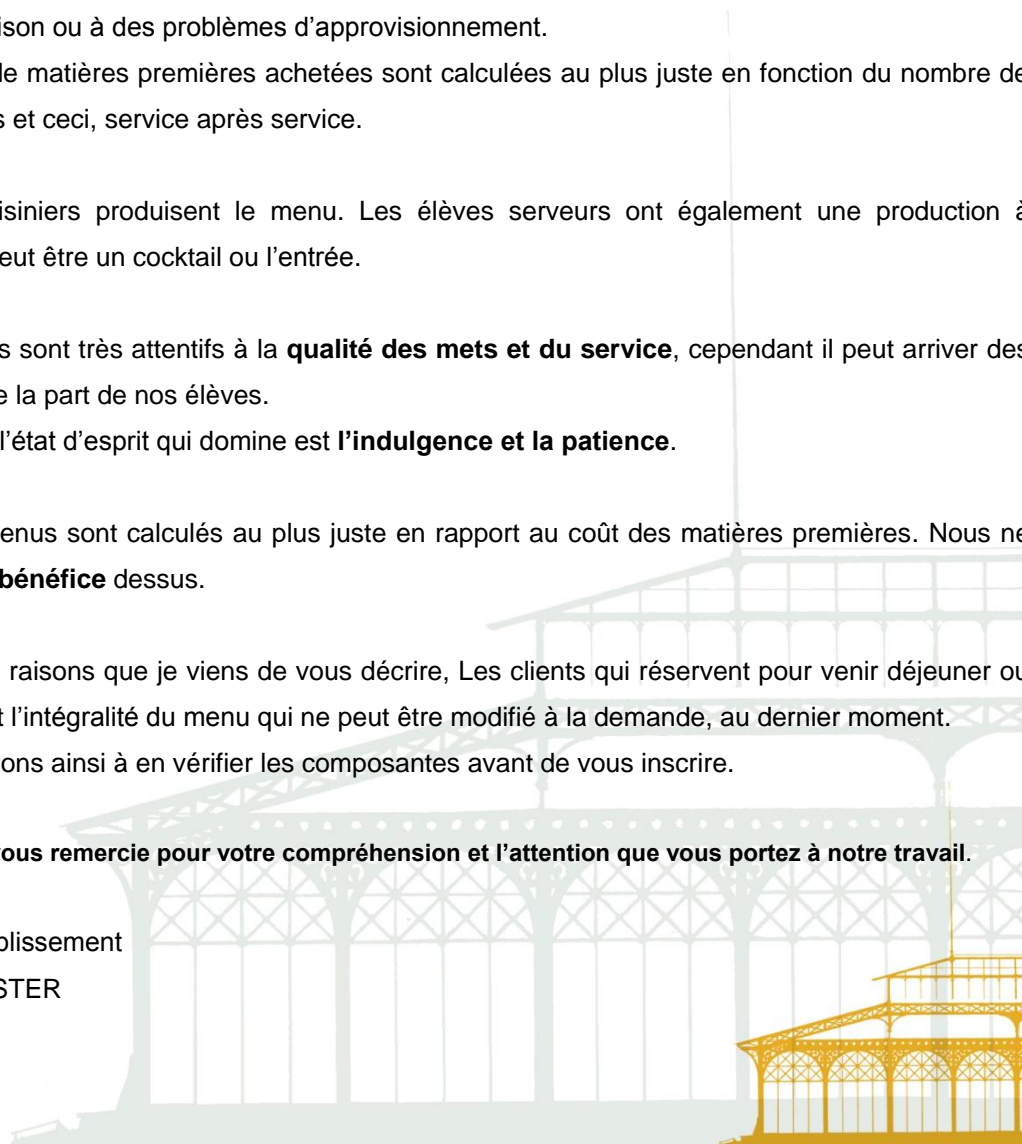 ison ou à des problèmes d’approvisionnement.
de matières premières achetées sont calculées au plus juste en fonction du nombre de
s et ceci, service après service.
isiniers produisent le menu. Les élèves serveurs ont également une production à
eut être un cocktail ou l’entrée.
s sont très attentifs à la qualité des mets et du service, cependant il peut arriver des
e la part de nos élèves.
l’état d’esprit qui domine est l’indulgence et la patience.
enus sont calculés au plus juste en rapport au coût des matières premières. Nous ne
bénéfice dessus.
raisons que je viens de vous décrire, Les clients qui réservent pour venir déjeuner ou
t l’intégralité du menu qui ne peut être modifié à la demande, au dernier moment.
ons ainsi à en vérifier les composantes avant de vous inscrire.
vous remercie pour votre compréhension et l’attention que vous portez à notre travail.
blissement
STER